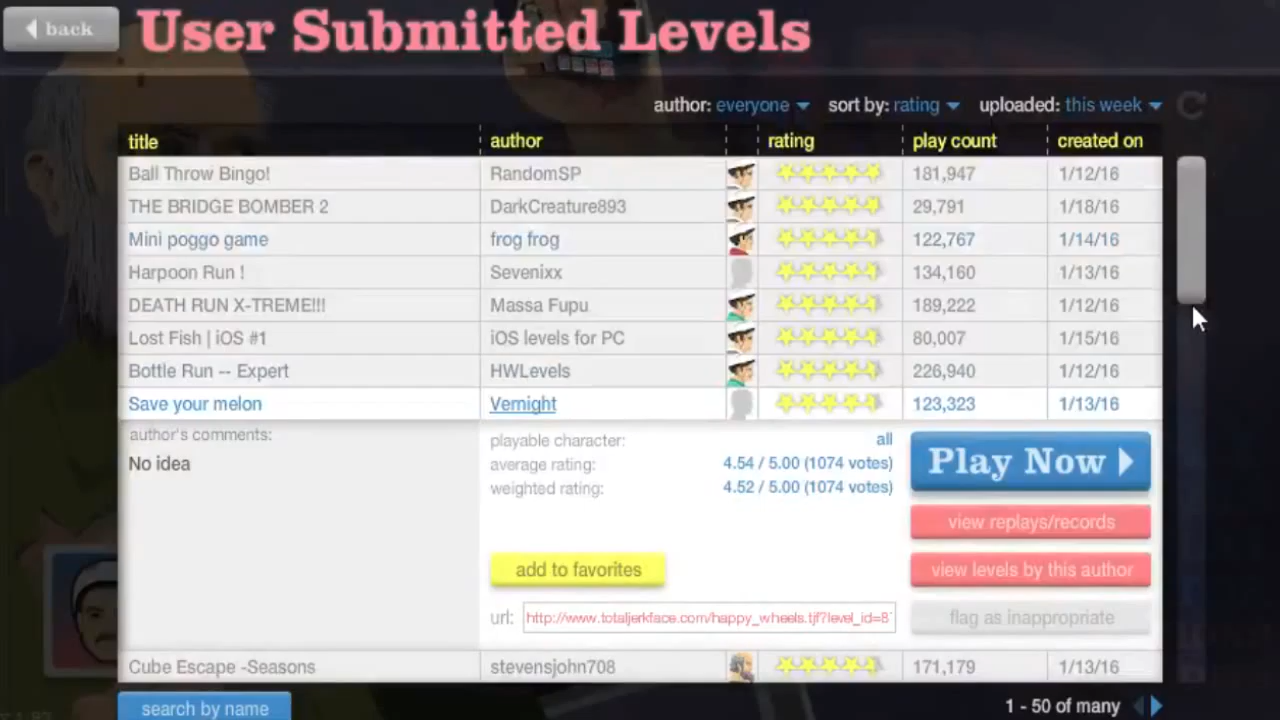 back
User Submitted Levels
author: everyone sort by: rating uploaded: this week
title author rating play count created on
Ball Throw Bingo! RandomSP 181,947 1/12/16
THE BRIDGE BOMBER 2 DarkCreature893 29,791 1/18/16
Mini poggo game frog frog 122,767 1/14/16
Harpoon Run ! Sevenixx 134,160 1/13/16
DEATH RUN X-TREME!!! Massa Fupu 189,222 1/12/16
Lost Fish | iOS #1 iOS levels for PC 80,007 1/15/16
Bottle Run -- Expert HWLevels 226,940 1/12/16
Save your melon Vernight 123,323 1/13/16
author's comments:
No idea
playable character: all
average rating: 4.54 / 5.00 (1074 votes)
weighted rating: 4.52 / 5.00 (1074 votes)
Play Now
view replays/records
add to favorites
view levels by this author
url: http://www.totaljerkface.com/happy_wheels.tjf?level_id=8
flag as inappropriate
Cube Escape -Seasons stevensjohn708 171,179 1/13/16
search by name
1 - 50 of many